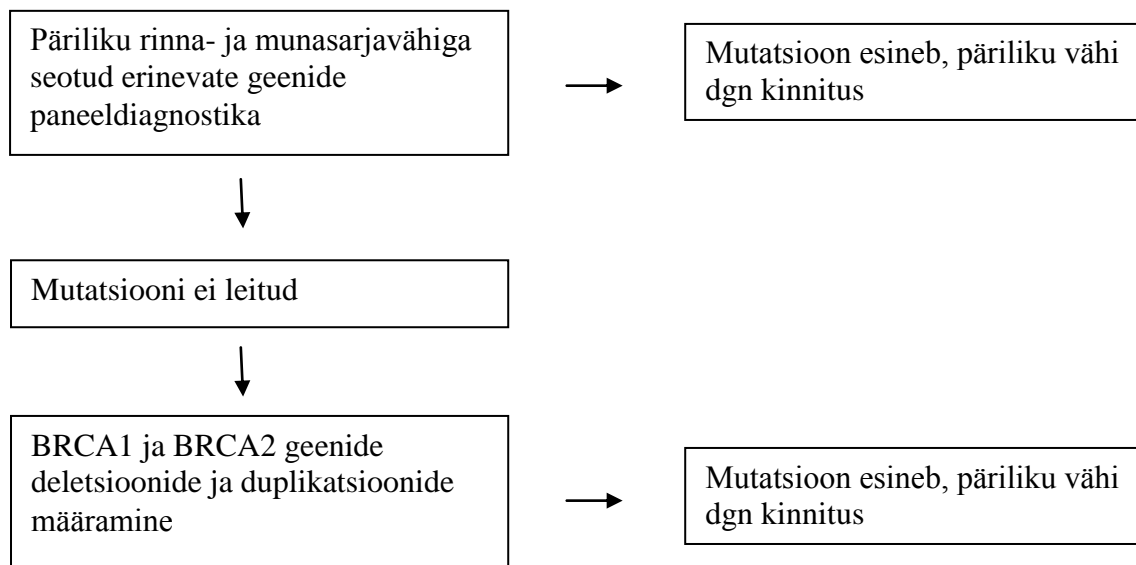 Päriliku rinna- ja munasarjavähiga
seotud erinevate geenide
paneeldiagnostika
Mutatsioon esineb, päriliku vähi
dgn kinnitus
Mutatsiooni ei leitud
BRCA1 ja BRCA2 geenide
deletsioonide ja duplikatsioonide
määramine
Mutatsioon esineb, päriliku vähi
dgn kinnitus